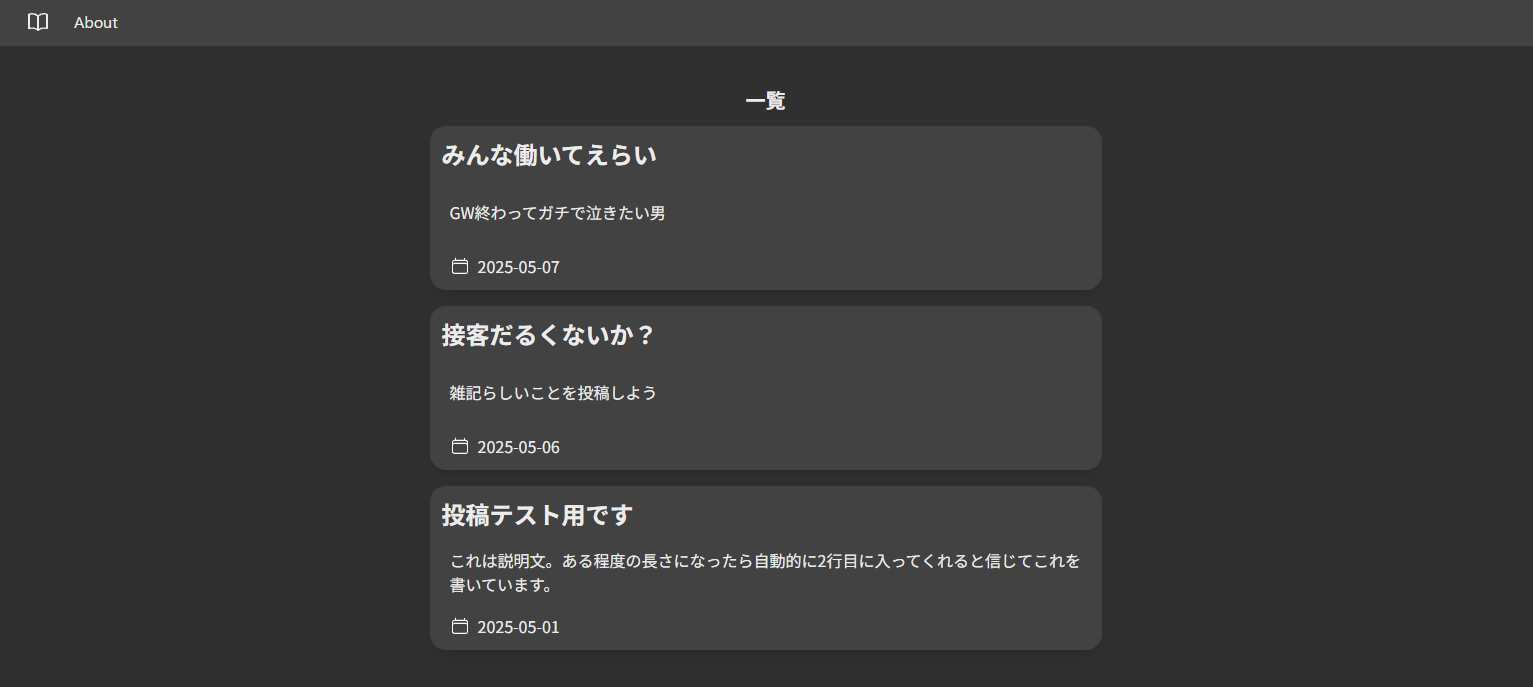 About
一覧
みんな働いてえらい
GW終わってガチで泣きたい男
2025-05-07
接客だるくないか？
雑記らしいことを投稿しよう
2025-05-06
投稿テスト用です
これは説明文。ある程度の長さになったら自動的に2行目に入ってくれると信じてこれを
書いています。
2025-05-01